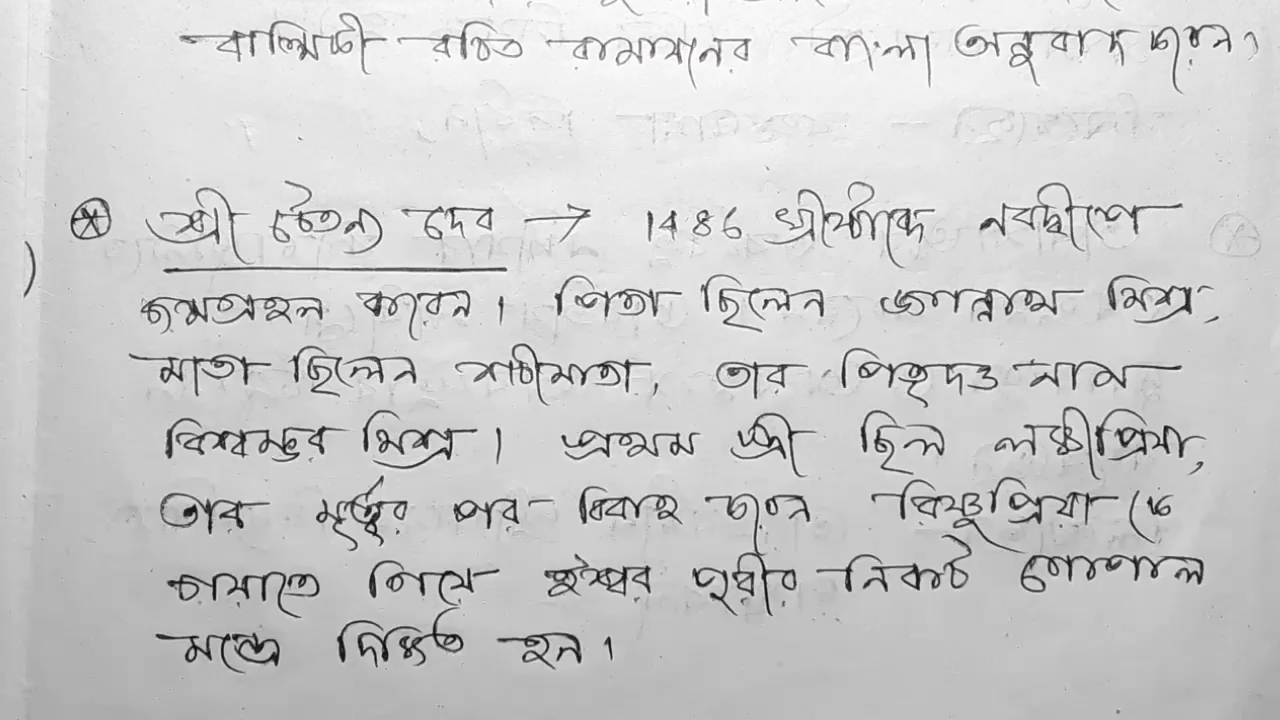 বাল্মিকী রচিত রামায়নের বাংলা অনুবাদ করেন।
শ্রী চৈতন্য দেব → 1486 খ্রীষ্টাব্দে নবদ্বীপে
জন্মগ্রহন করেন। পিতা ছিলেন জগন্নাথ মিশ্র,
মাতা ছিলেন শচীমাতা, তার পিতৃদত্ত নাম
বিশ্বম্ভর মিশ্র। প্রথম স্ত্রী ছিল লক্ষ্মীপ্রিয়া,
তার মৃত্যুর পর বিবাহ করেন বিষ্ণুপ্রিয়া কে
গয়াতে গিয়ে ঈশ্বর পুরীর নিকট গোপাল
মন্ত্রে দিক্ষিত হন।